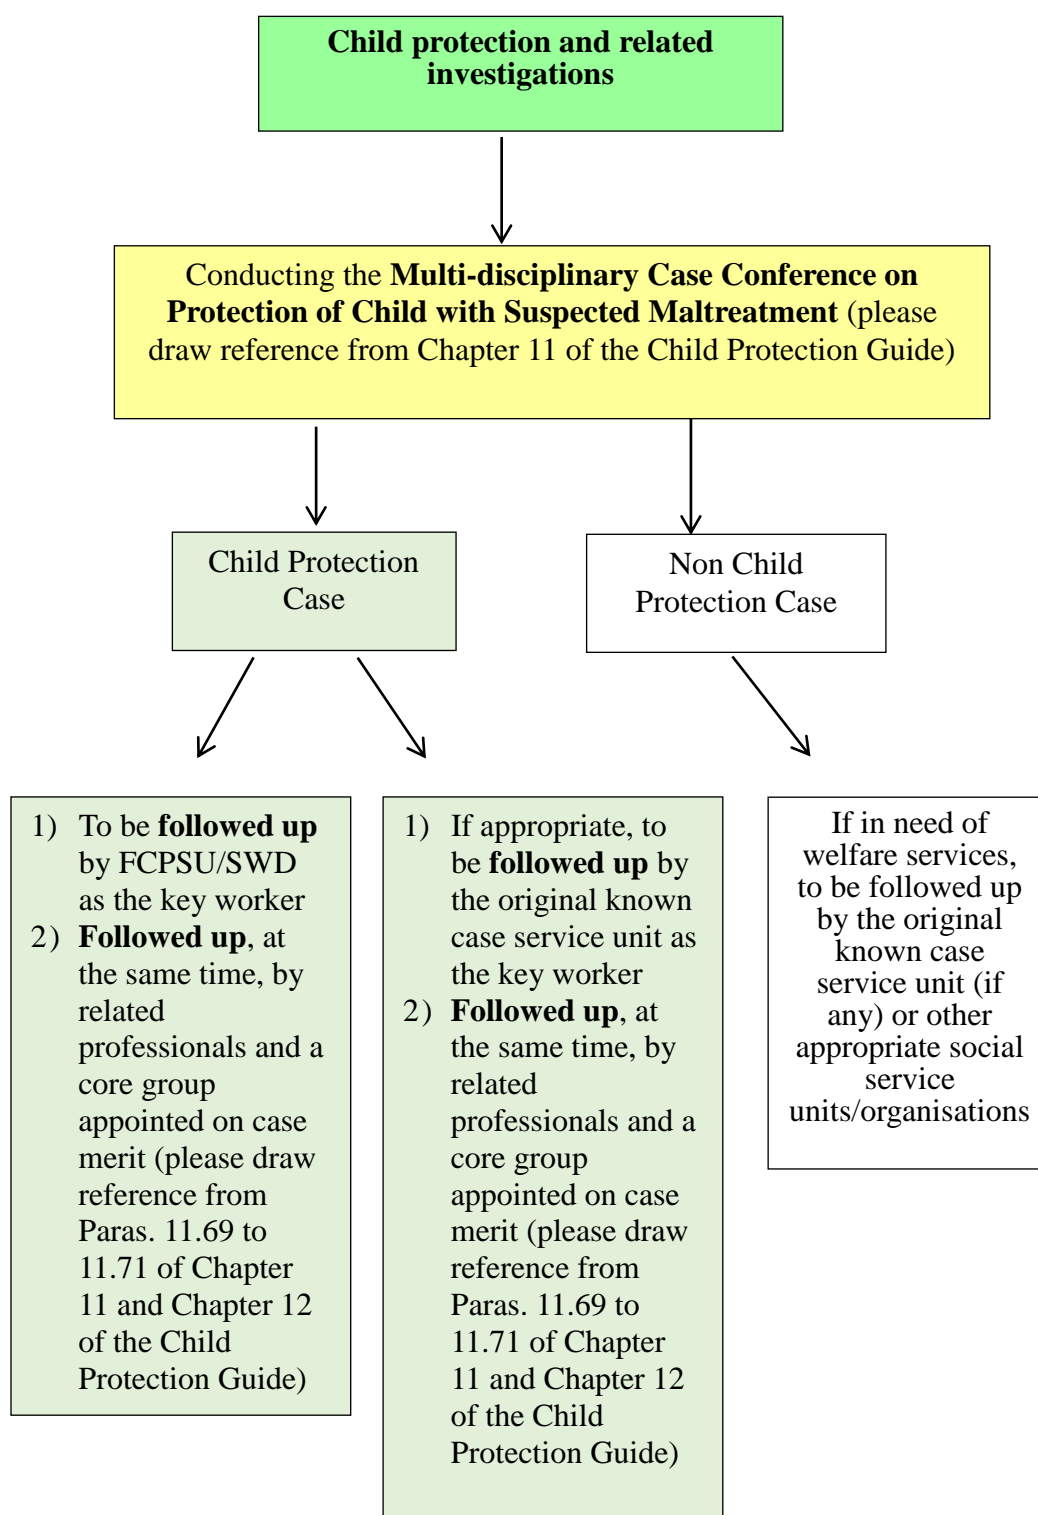 Child protection and related
investigations
Conducting the Multi-disciplinary Case Conference on
Protection of Child with Suspected Maltreatment (please
draw reference from Chapter 11 of the Child Protection Guide)
Child Protection
Case
Non Child
Protection Case
1) To be followed up
by FCPSU/SWD
as the key worker
2) Followed up, at
the same time, by
related
professionals and a
core group
appointed on case
merit (please draw
reference from
Paras. 11.69 to
11.71 of Chapter
11 and Chapter 12
of the Child
Protection Guide)
1) If appropriate, to
be followed up by
the original known
case service unit as
the key worker
2) Followed up, at
the same time, by
related
professionals and a
core group
appointed on case
merit (please draw
reference from
Paras. 11.69 to
11.71 of Chapter
11 and Chapter 12
of the Child
Protection Guide)
If in need of
welfare services,
to be followed up
by the original
known case
service unit (if
any) or other
appropriate social
service
units/organisations